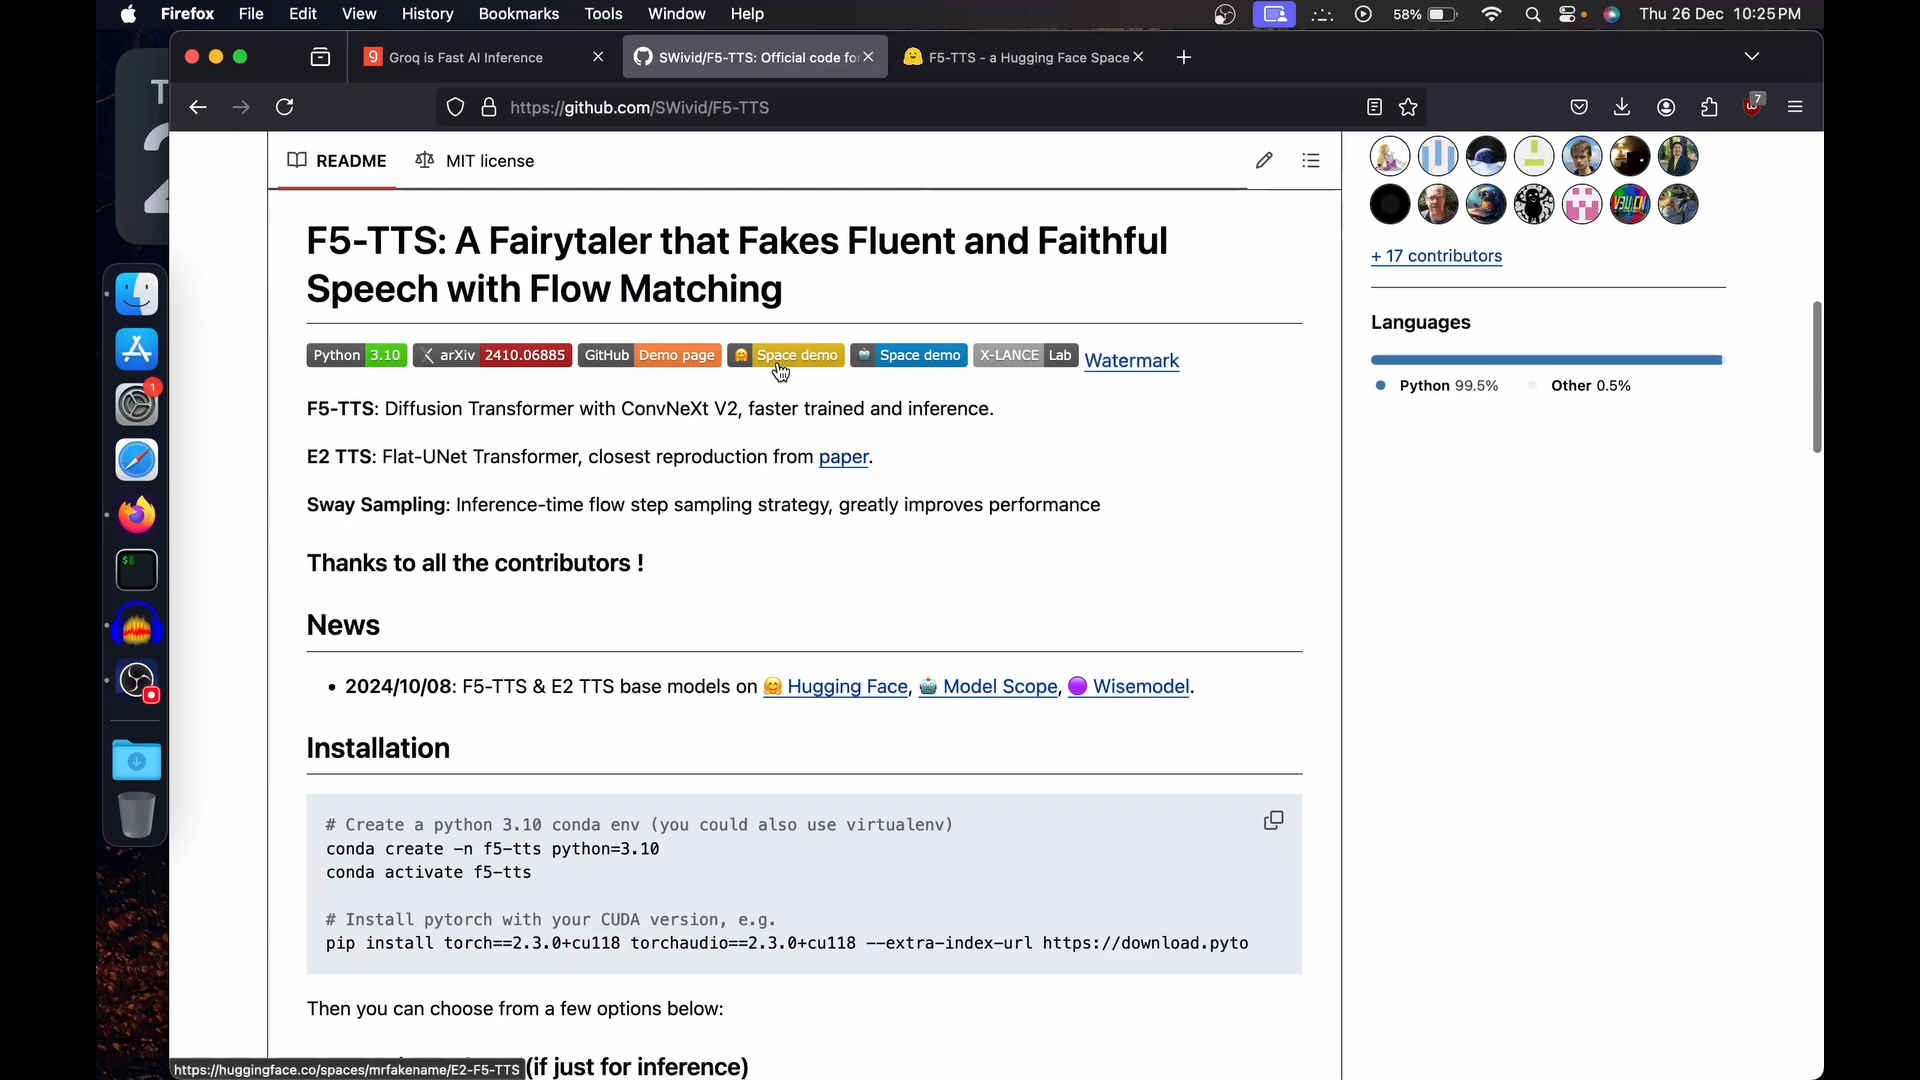 Firefox File Edit View History Bookmarks Tools Window Help 58% Thu 26 Dec 10:25 PM
9 Groq is Fast AI Inference SWivid/F5-TTS: Official code fo F5-TTS - a Hugging Face Space
https://github.com/SWivid/F5-TTS 7
README MIT license
F5-TTS: A Fairytaler that Fakes Fluent and Faithful
Speech with Flow Matching
Python 3.10 arXiv 2410.06885 GitHub Demo page Space demo Space demo X-LANCE Lab Watermark
F5-TTS: Diffusion Transformer with ConvNeXt V2, faster trained and inference.
E2 TTS: Flat-UNet Transformer, closest reproduction from paper.
Sway Sampling: Inference-time flow step sampling strategy, greatly improves performance
Thanks to all the contributors !
News
• 2024/10/08: F5-TTS & E2 TTS base models on 🤗 Hugging Face, 🤖 Model Scope, 🟣 Wisemodel.
Installation
# Create a python 3.10 conda env (you could also use virtualenv)
conda create -n f5-tts python=3.10
conda activate f5-tts
# Install pytorch with your CUDA version, e.g.
pip install torch==2.3.0+cu118 torchaudio==2.3.0+cu118 --extra-index-url https://download.pyto
Then you can choose from a few options below:
(if just for inference)
https://huggingface.co/spaces/mrfakename/E2-F5-TTS
+ 17 contributors
Languages
Python 99.5% Other 0.5%
1